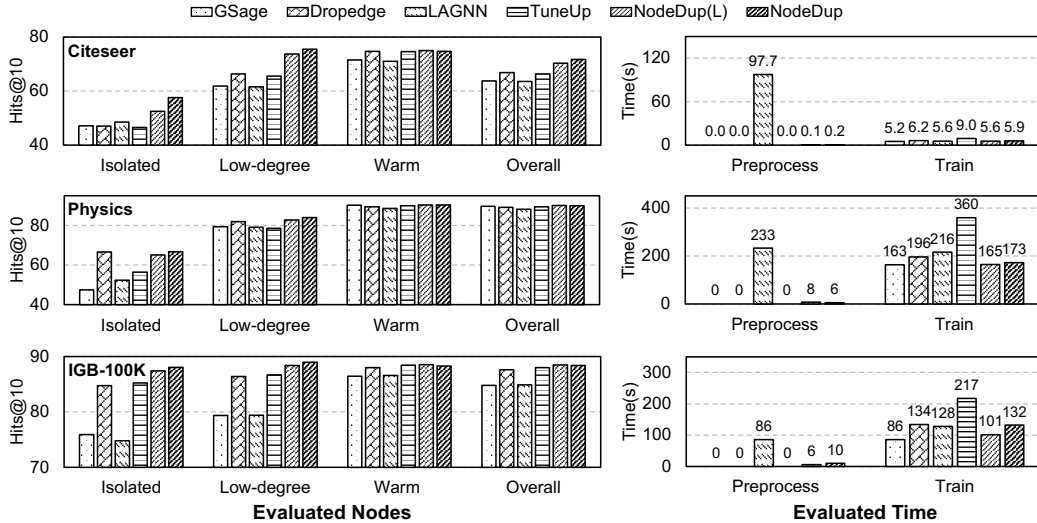 GSage Dropedge LAGNN TuneUp NodeDup(L) NodeDup
Hits@10
80
60
40
Citeseer
Isolated Low-degree Warm Overall
Time(s)
120
60
0
0.0 0.0 97.7 0.0 0.1 0.2
5.2 6.2 5.6 9.0 5.6 5.9
Preprocess Train
Hits@10
80
60
40
Physics
Isolated Low-degree Warm Overall
Time(s)
400
200
0
0 0 233 0 8 6
163 196 216 360 165 173
Preprocess Train
Hits@10
90
80
70
IGB-100K
Isolated Low-degree Warm Overall
Evaluated Nodes
Time(s)
300
200
100
0
0 0 86 0 6 10
86 134 128 217 101 132
Preprocess Train
Evaluated Time